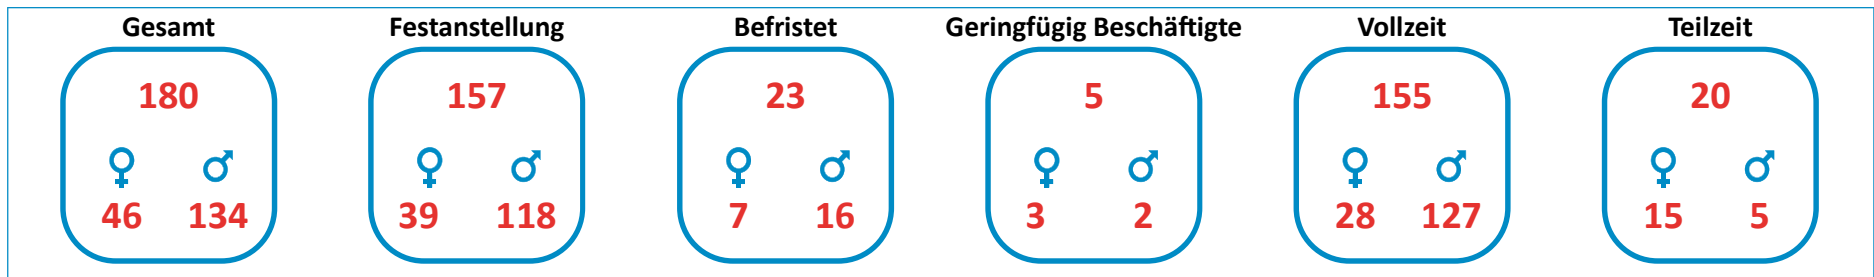 Gesamt Festanstellung Befristet Geringfügig Beschäftigte Vollzeit Teilzeit
180 157 23 5 155 20
♀ ♂ ♀ ♂ ♀ ♂ ♀ ♂ ♀ ♂ ♀ ♂
46 134 39 118 7 16 3 2 28 127 15 5